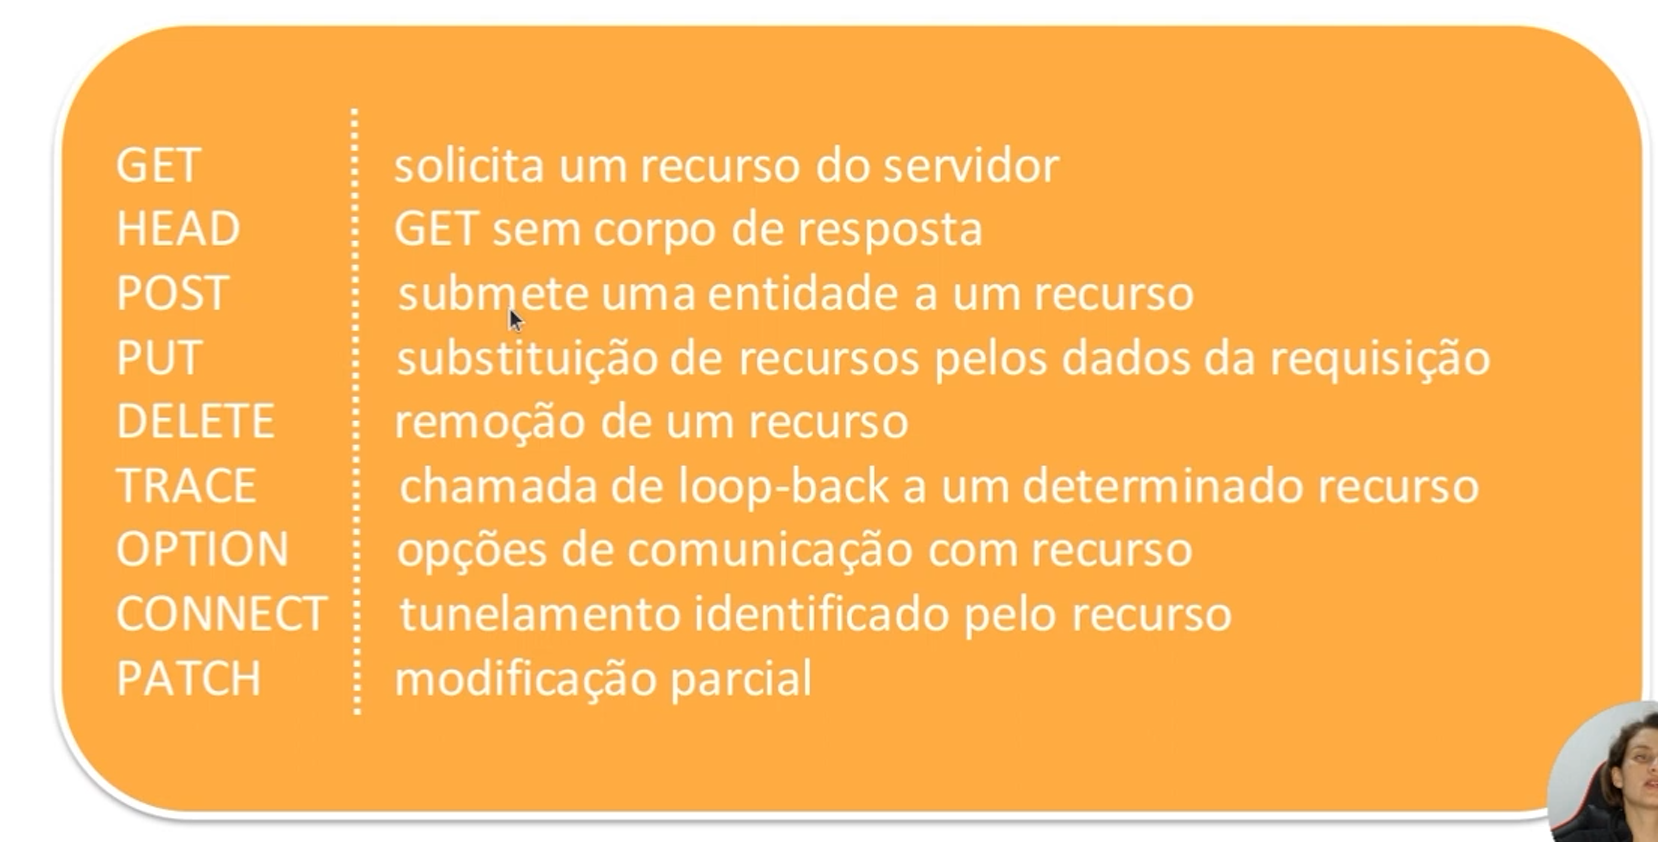 GET solicita um recurso do servidor
HEAD GET sem corpo de resposta
POST submete uma entidade a um recurso
PUT substituição de recursos pelos dados da requisição
DELETE remoção de um recurso
TRACE chamada de loop-back a um determinado recurso
OPTION opções de comunicação com recurso
CONNECT tunelamento identificado pelo recurso
PATCH modificação parcial